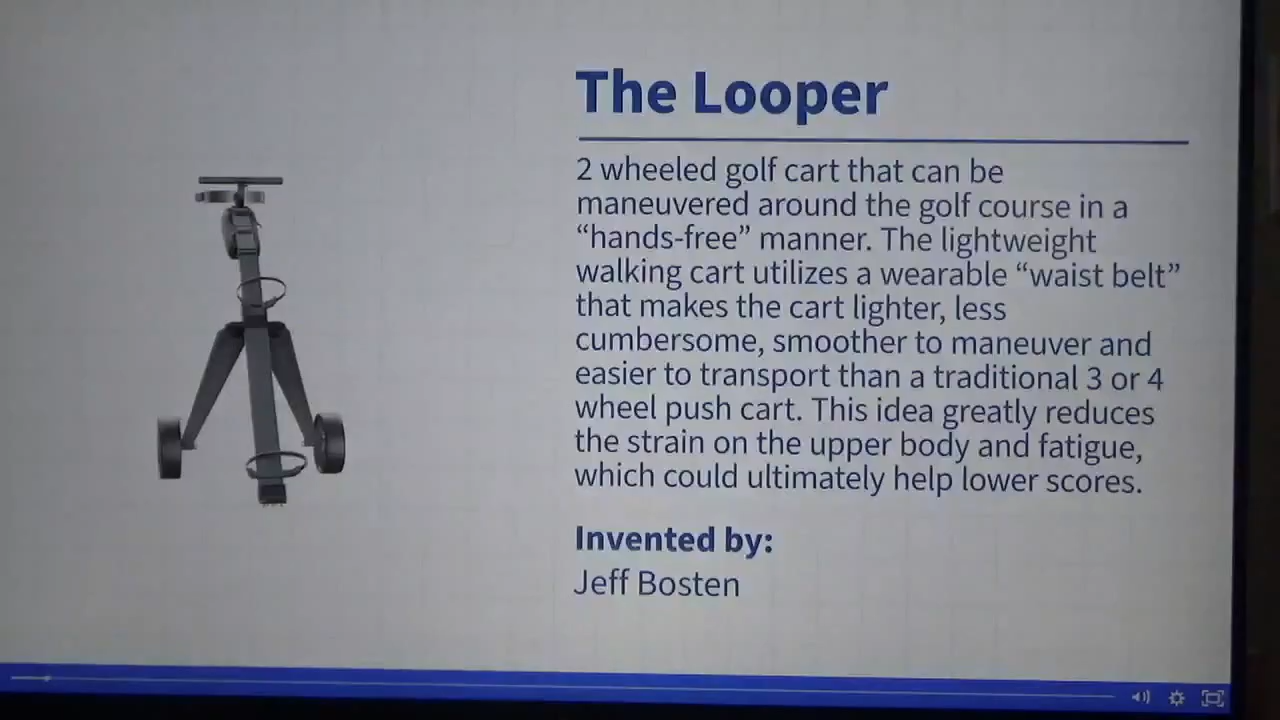 The Looper
2 wheeled golf cart that can be
maneuvered around the golf course in a
“hands-free” manner. The lightweight
walking cart utilizes a wearable “waist belt”
that makes the cart lighter, less
cumbersome, smoother to maneuver and
easier to transport than a traditional 3 or 4
wheel push cart. This idea greatly reduces
the strain on the upper body and fatigue,
which could ultimately help lower scores.
Invented by:
Jeff Bosten